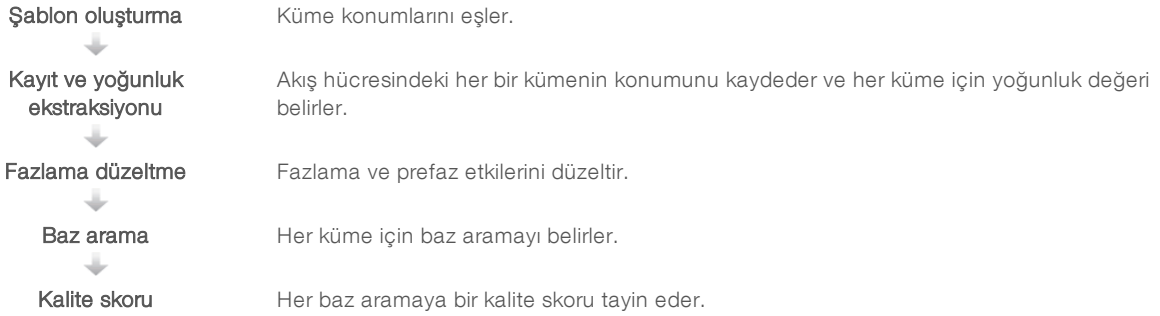 Şablon oluşturma
Küme konumlarını eşler.
Kayıt ve yoğunluk
ekstraksiyonu
Akış hücresindeki her bir kümenin konumunu kaydeder ve her küme için yoğunluk değeri
belirler.
Fazlama düzeltme
Fazlama ve prefaz etkilerini düzeltir.
Baz arama
Her küme için baz aramayı belirler.
Kalite skoru
Her baz aramaya bir kalite skoru tayin eder.